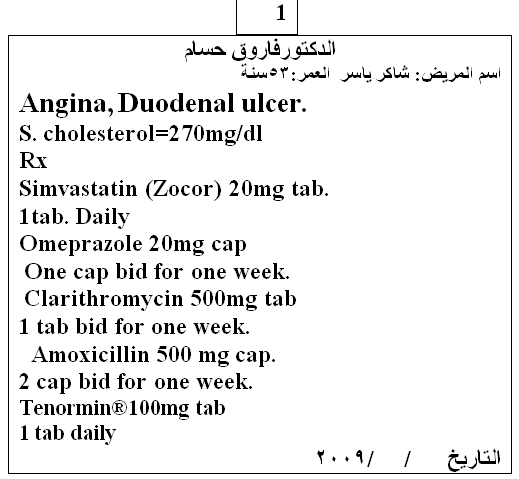 1
الدكتورفاروق حسام
اسم المريض: شاكر ياسر العمر:٥٣سنة
Angina, Duodenal ulcer.
S. cholesterol=270mg/dl
Rx
Simvastatin (Zocor) 20mg tab.
1tab. Daily
Omeprazole 20mg cap
One cap bid for one week.
Clarithromycin 500mg tab
1 tab bid for one week.
Amoxicillin 500 mg cap.
2 cap bid for one week.
Tenormin®100mg tab
1 tab daily
التاريخ / /٢٠٠٩